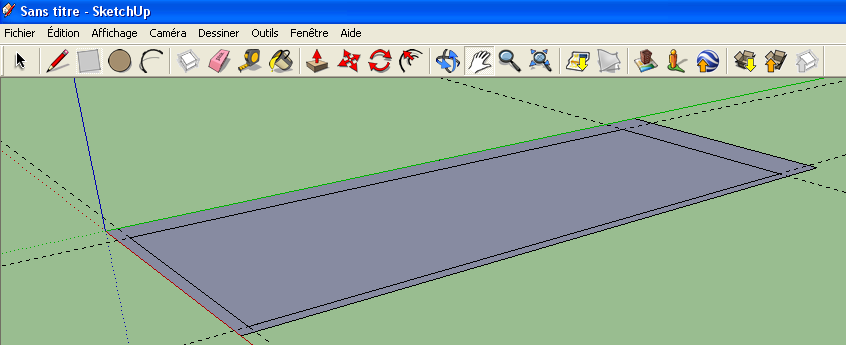 Sans titre - SketchUp
Fichier Édition Affichage Caméra Dessiner Outils Fenêtre Aide